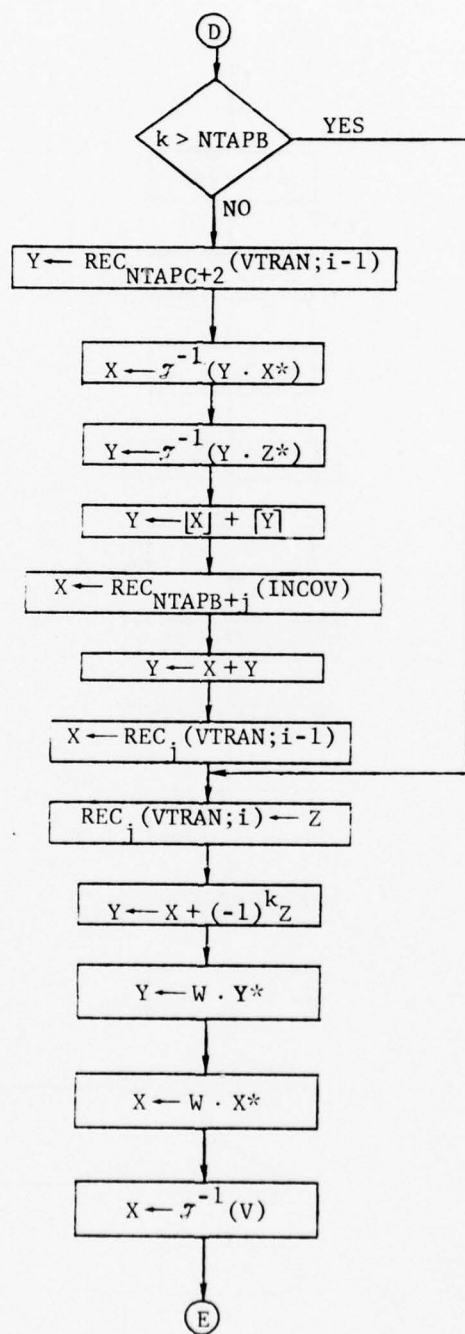 D
k > NTAPB
YES
NO
Y ← REC_NTAPC+2 (VTRAN;i-1)
X ← 𝒯^-1 (Y · X*)
Y ← 𝒯^-1 (Y · Z*)
Y ← ⌊X⌋ + ⌈Y⌉
X ← REC_NTAPB+j (INCOV)
Y ← X + Y
X ← REC_j (VTRAN;i-1)
REC_j (VTRAN;i) ← Z
Y ← X + (-1)^k Z
Y ← W · Y*
X ← W · X*
X ← 𝒯^-1 (V)
E